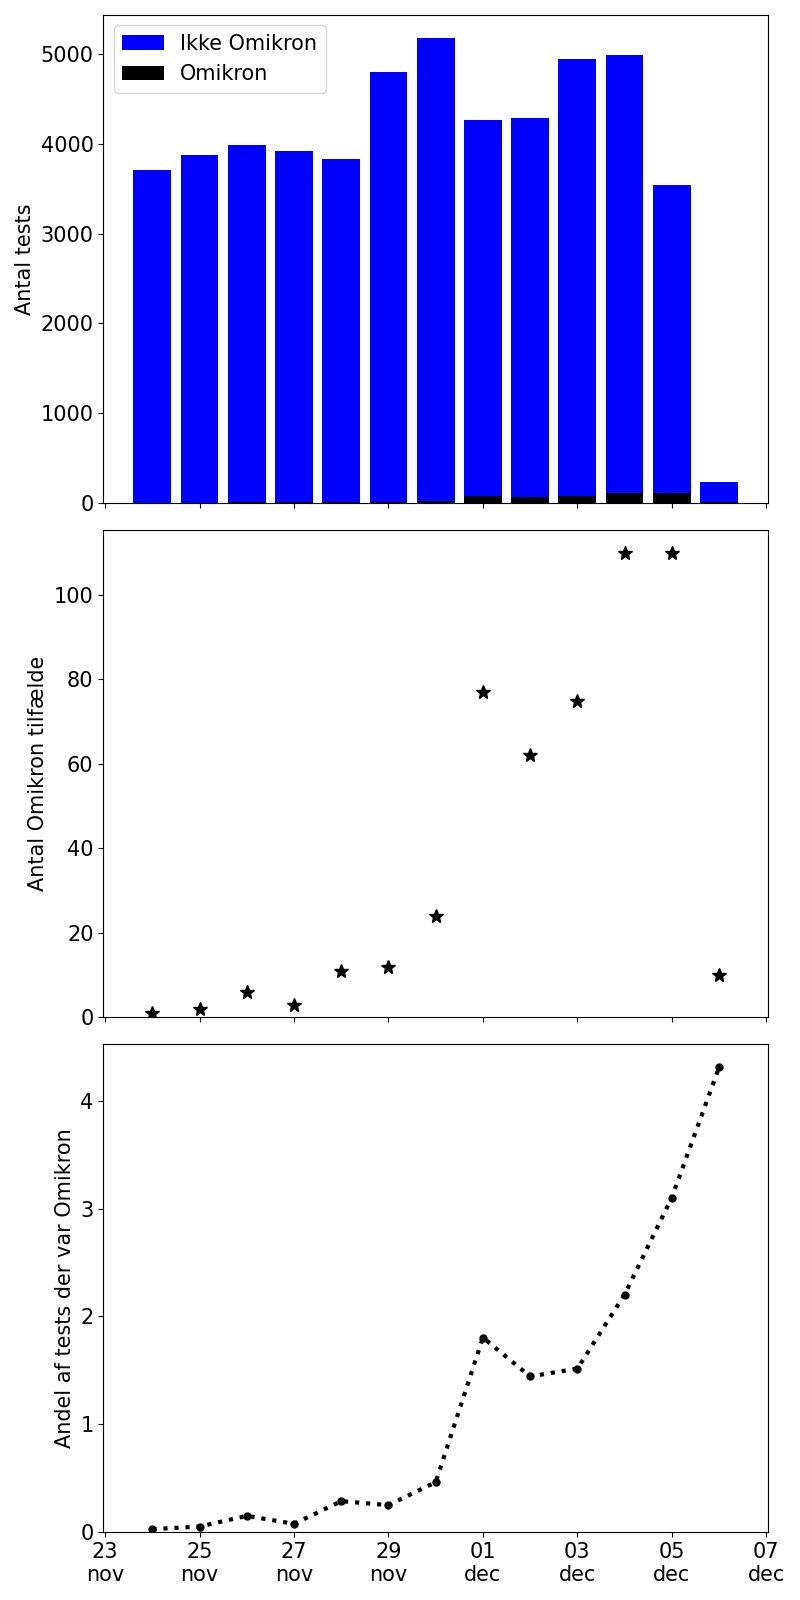 Ikke Omikron
Omikron
Antal tests
5000
4000
3000
2000
1000
0
Antal Omikron tilfælde
100
80
60
40
20
0
Andel af tests der var Omikron
4
3
2
1
0
23 nov
25 nov
27 nov
29 nov
01 dec
03 dec
05 dec
07 dec